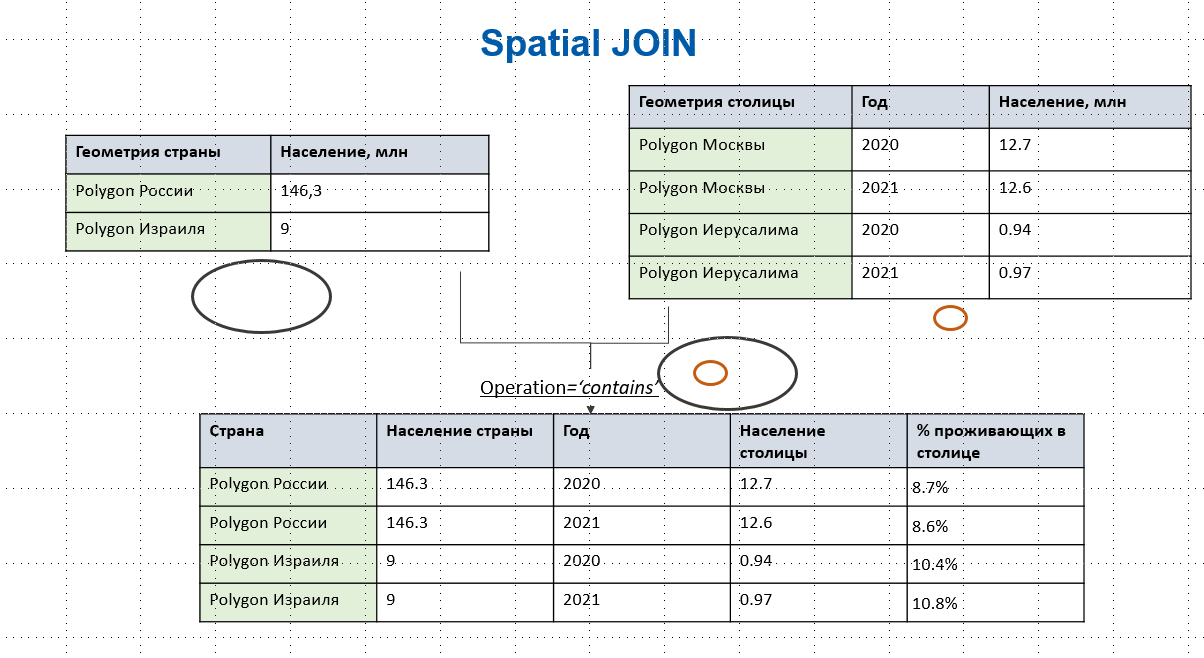 Spatial JOIN
Геометрия страны Население, млн
Polygon России 146,3
Polygon Израиля 9
Геометрия столицы Год Население, млн
Polygon Москвы 2020 12.7
Polygon Москвы 2021 12.6
Polygon Иерусалима 2020 0.94
Polygon Иерусалима 2021 0.97
Operation=‘contains’
Страна Население страны Год Население столицы % проживающих в столице
Polygon России 146.3 2020 12.7 8.7%
Polygon России 146.3 2021 12.6 8.6%
Polygon Израиля 9 2020 0.94 10.4%
Polygon Израиля 9 2021 0.97 10.8%